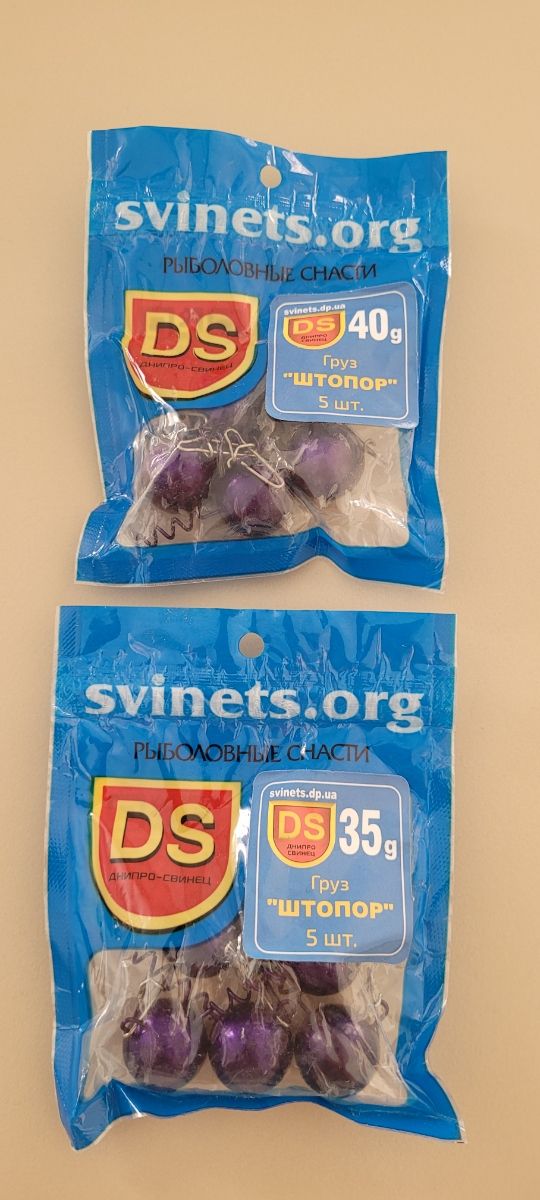 svinets.org
РЫБОЛОВНЫЕ СНАСТИ
DS
ДНИПРО-СВИНЕЦ
svinets.dp.ua
DS 40g
Груз
"ШТОПОР"
5 шт.
svinets.org
РЫБОЛОВНЫЕ СНАСТИ
DS
ДНИПРО-СВИНЕЦ
svinets.dp.ua
DS 35g
ДНИПРО
СВИНЕЦ
Груз
"ШТОПОР"
5 шт.